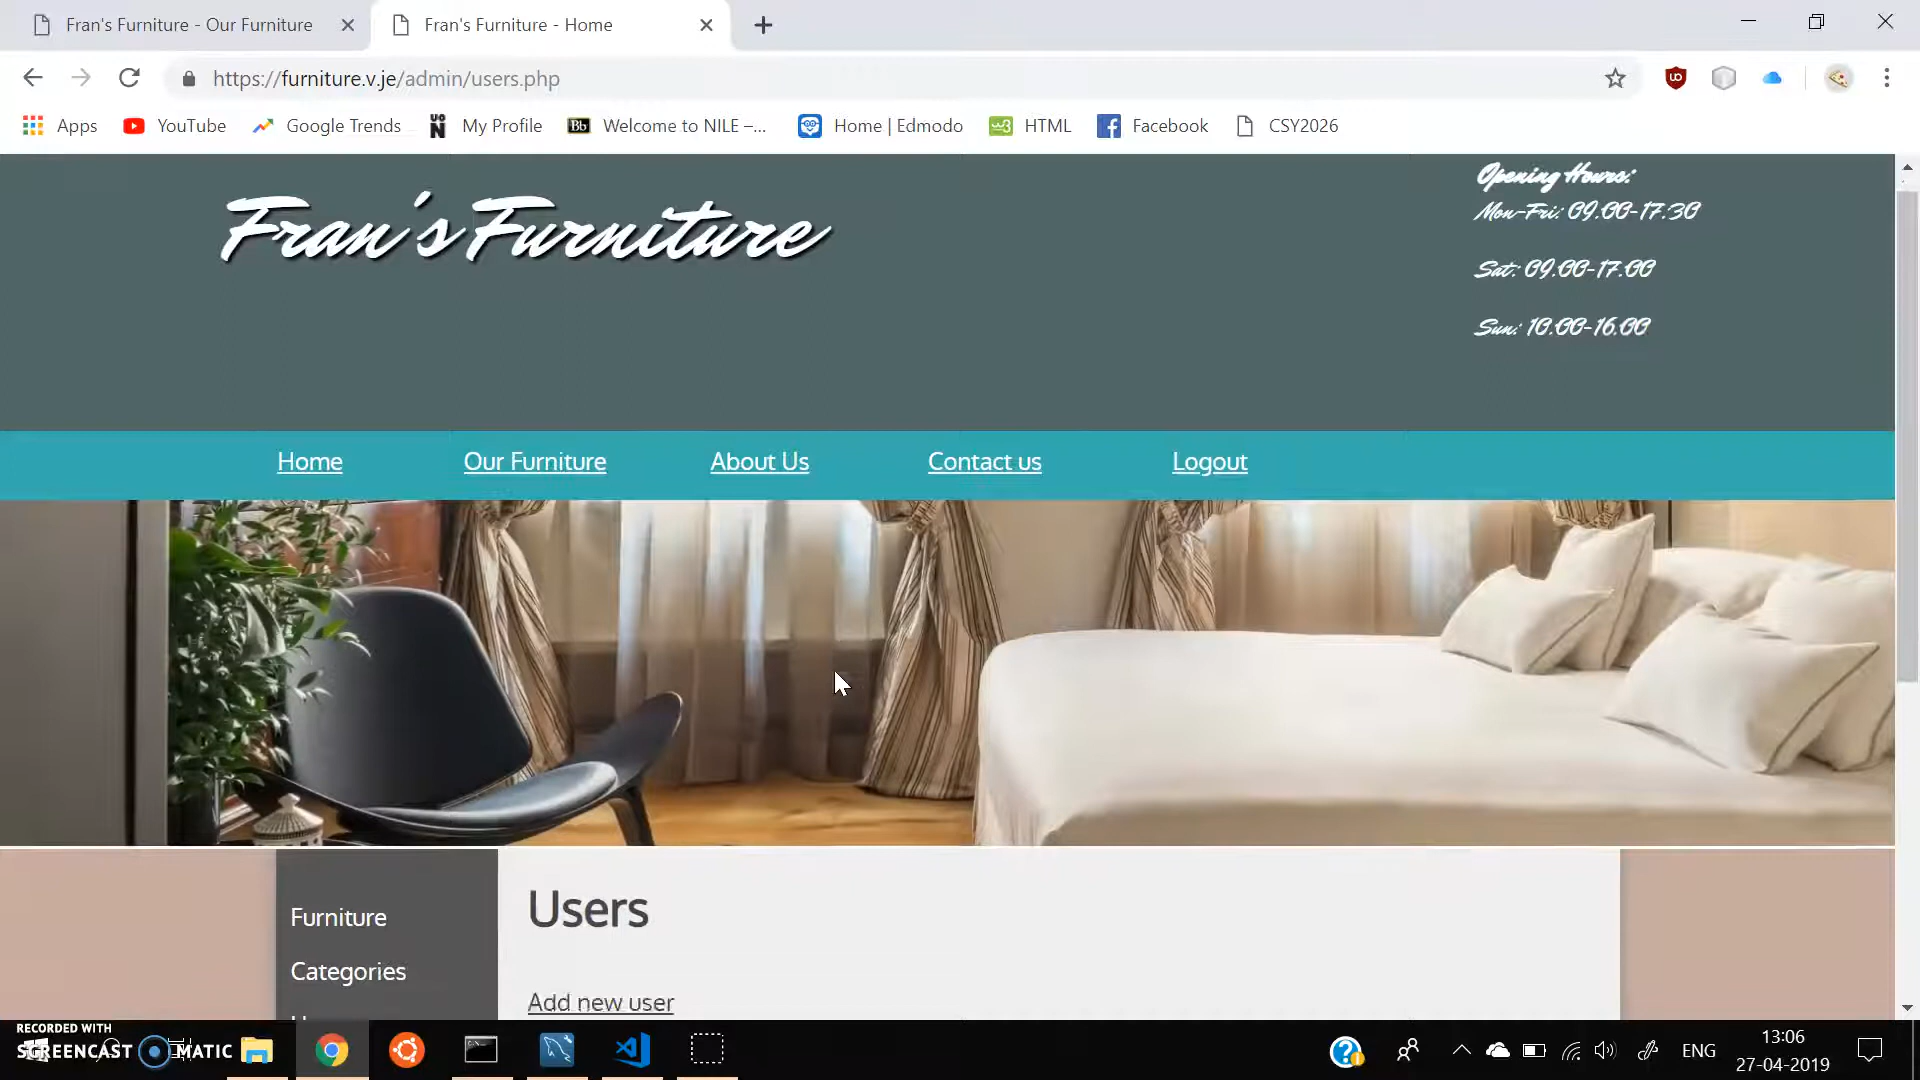 Fran's Furniture - Our Furniture
Fran's Furniture - Home
https://furniture.v.je/admin/users.php
Apps
YouTube
Google Trends
UON
My Profile
Bb
Welcome to NILE –...
Home | Edmodo
HTML
Facebook
CSY2026
Fran's Furniture
Opening Hours:
Mon-Fri: 09.00-17.30
Sat: 09.00-17.00
Sun: 10.00-16.00
Home
Our Furniture
About Us
Contact us
Logout
Furniture
Categories
Users
Add new user
RECORDED WITH
SCREENCAST MATIC
ENG
13:06
27-04-2019